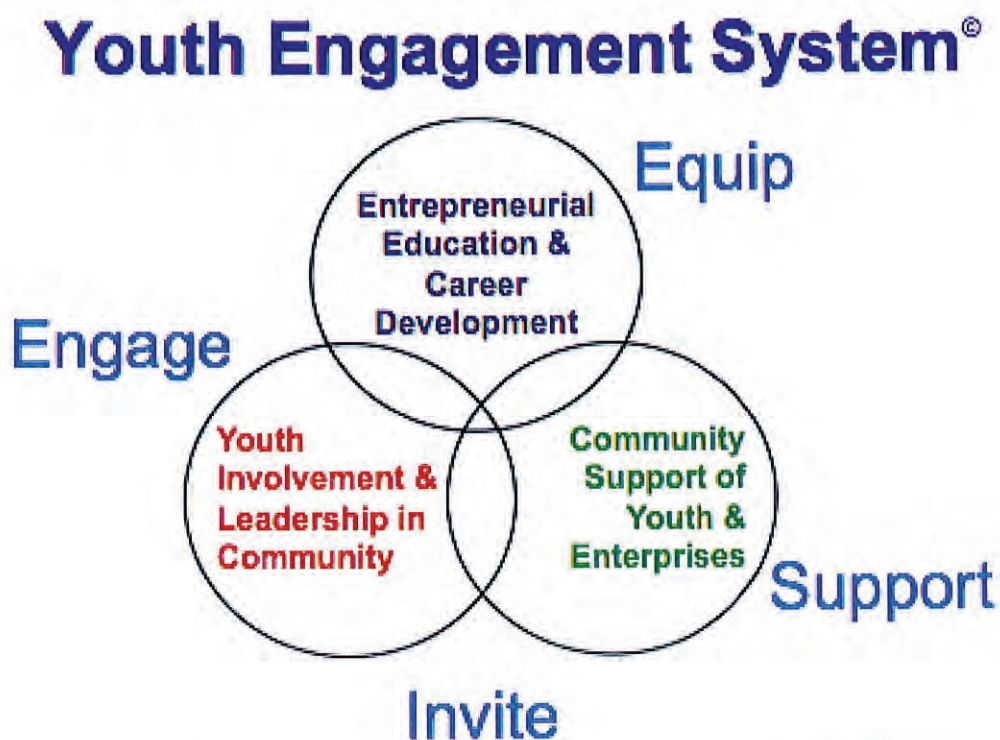 Youth Engagement System©
Equip
Entrepreneurial
Education &
Career
Development
Engage
Youth
Involvement &
Leadership in
Community
Community
Support of
Youth &
Enterprises
Support
Invite